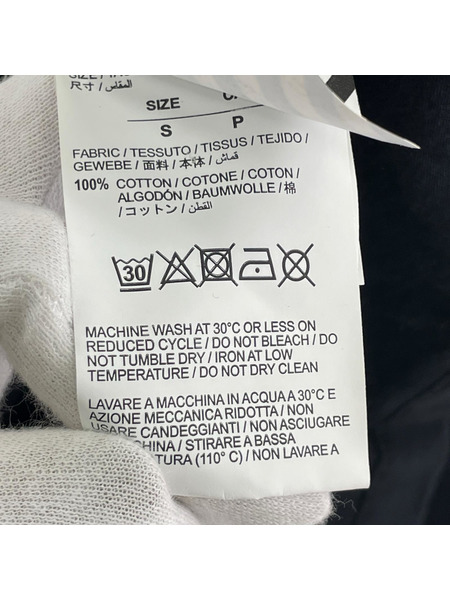 尺寸 / المقاس
SIZE
S P
FABRIC / TESSUTO / TISSUS / TEJIDO /
GEWEBE / 面料 / 本体 / قماش
100% COTTON / COTONE / COTON /
ALGODÓN / BAUMWOLLE / 棉
/ コットン / القطن
30
MACHINE WASH AT 30°C OR LESS ON
REDUCED CYCLE / DO NOT BLEACH / DO
NOT TUMBLE DRY / IRON AT LOW
TEMPERATURE / DO NOT DRY CLEAN
LAVARE A MACCHINA IN ACQUA A 30°C E
AZIONE MECCANICA RIDOTTA / NON
USARE CANDEGGIANTI / NON ASCIUGARE
CHINA / STIRARE A BASSA
TURA (110° C) / NON LAVARE A